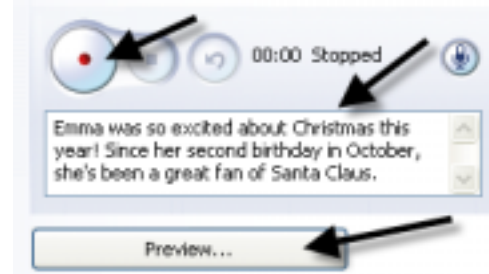 00:00 Stopped
Emma was so excited about Christmas this
year! Since her second birthday in October,
she's been a great fan of Santa Claus.
Preview...